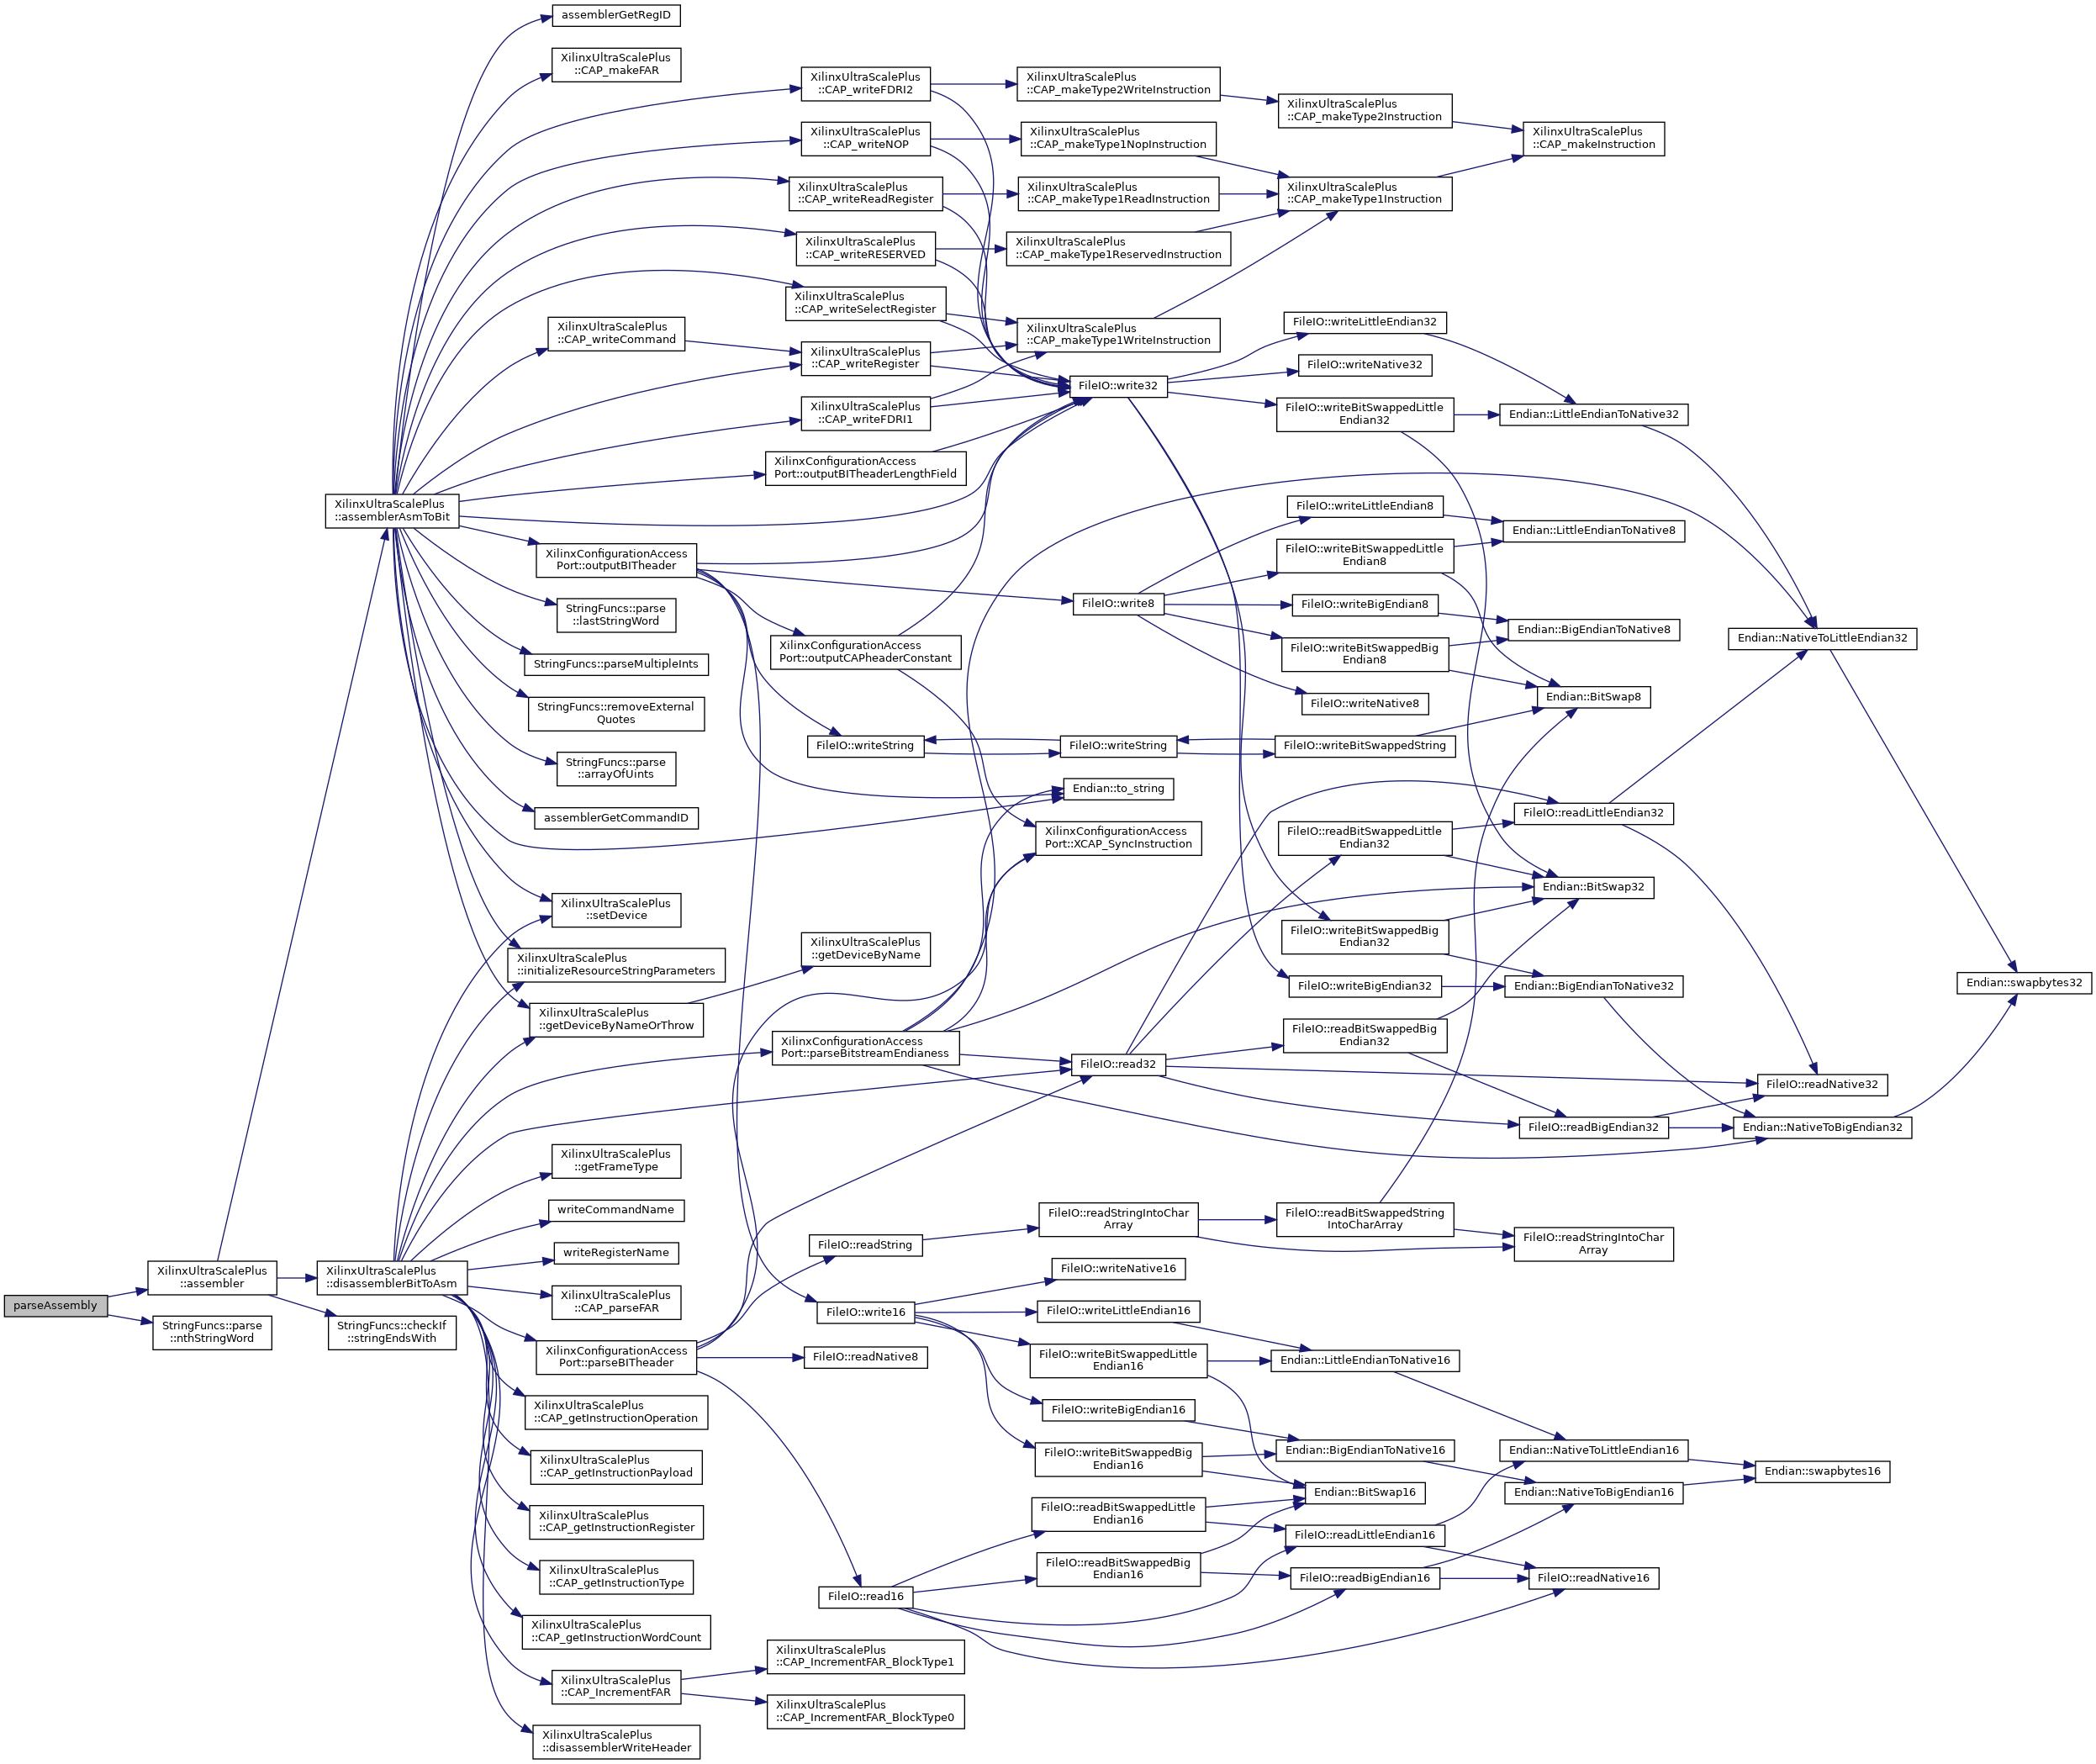 parseAssembly
XilinxUltraScalePlus
::assembler
StringFuncs::parse
::nthStringWord
XilinxUltraScalePlus
::assemblerAsmToBit
XilinxUltraScalePlus
::disassemblerBitToAsm
StringFuncs::checkIf
::stringEndsWith
assemblerGetRegID
XilinxUltraScalePlus
::CAP_makeFAR
XilinxUltraScalePlus
::CAP_writeCommand
XilinxConfigurationAccess
Port::outputBITheader
StringFuncs::parse
::lastStringWord
StringFuncs::parseMultipleInts
StringFuncs::removeExternal
Quotes
StringFuncs::parse
::arrayOfUints
assemblerGetCommandID
XilinxUltraScalePlus
::setDevice
XilinxUltraScalePlus
::initializeResourceStringParameters
XilinxUltraScalePlus
::getDeviceByNameOrThrow
XilinxUltraScalePlus
::getFrameType
writeCommandName
writeRegisterName
XilinxUltraScalePlus
::CAP_parseFAR
XilinxConfigurationAccess
Port::parseBITheader
XilinxUltraScalePlus
::CAP_getInstructionOperation
XilinxUltraScalePlus
::CAP_getInstructionPayload
XilinxUltraScalePlus
::CAP_getInstructionRegister
XilinxUltraScalePlus
::CAP_getInstructionType
XilinxUltraScalePlus
::CAP_getInstructionWordCount
XilinxUltraScalePlus
::CAP_IncrementFAR
XilinxUltraScalePlus
::disassemblerWriteHeader
XilinxUltraScalePlus
::CAP_writeFDRI2
XilinxUltraScalePlus
::CAP_writeNOP
XilinxUltraScalePlus
::CAP_writeReadRegister
XilinxUltraScalePlus
::CAP_writeRESERVED
XilinxUltraScalePlus
::CAP_writeSelectRegister
XilinxUltraScalePlus
::CAP_writeRegister
XilinxUltraScalePlus
::CAP_writeFDRI1
XilinxConfigurationAccess
Port::outputBITheaderLengthField
XilinxConfigurationAccess
Port::outputCAPheaderConstant
FileIO::writeString
XilinxUltraScalePlus
::getDeviceByName
XilinxConfigurationAccess
Port::parseBitstreamEndianess
FileIO::readString
FileIO::write16
FileIO::readNative8
FileIO::read16
XilinxUltraScalePlus
::CAP_IncrementFAR_BlockType1
XilinxUltraScalePlus
::CAP_IncrementFAR_BlockType0
XilinxUltraScalePlus
::CAP_makeType2WriteInstruction
XilinxUltraScalePlus
::CAP_makeType1NopInstruction
XilinxUltraScalePlus
::CAP_makeType1ReadInstruction
XilinxUltraScalePlus
::CAP_makeType1ReservedInstruction
XilinxUltraScalePlus
::CAP_makeType1WriteInstruction
FileIO::write32
FileIO::write8
FileIO::writeString
Endian::to_string
XilinxConfigurationAccess
Port::XCAP_SyncInstruction
FileIO::read32
FileIO::readStringIntoChar
Array
FileIO::writeNative16
FileIO::writeLittleEndian16
FileIO::writeBitSwappedLittle
Endian16
FileIO::writeBigEndian16
FileIO::writeBitSwappedBig
Endian16
FileIO::readBitSwappedLittle
Endian16
FileIO::readBitSwappedBig
Endian16
XilinxUltraScalePlus
::CAP_makeType2Instruction
XilinxUltraScalePlus
::CAP_makeType1Instruction
FileIO::writeLittleEndian32
FileIO::writeNative32
FileIO::writeBitSwappedLittle
Endian32
FileIO::writeLittleEndian8
FileIO::writeBitSwappedLittle
Endian8
FileIO::writeBigEndian8
FileIO::writeBitSwappedBig
Endian8
FileIO::writeNative8
FileIO::writeBitSwappedString
FileIO::readBitSwappedLittle
Endian32
FileIO::writeBitSwappedBig
Endian32
FileIO::writeBigEndian32
FileIO::readBitSwappedBig
Endian32
FileIO::readBitSwappedString
IntoCharArray
Endian::LittleEndianToNative16
Endian::BigEndianToNative16
Endian::BitSwap16
FileIO::readLittleEndian16
FileIO::readBigEndian16
XilinxUltraScalePlus
::CAP_makeInstruction
Endian::LittleEndianToNative32
Endian::LittleEndianToNative8
Endian::BigEndianToNative8
Endian::BitSwap8
FileIO::readLittleEndian32
Endian::BitSwap32
Endian::BigEndianToNative32
FileIO::readBigEndian32
FileIO::readStringIntoChar
Array
Endian::NativeToLittleEndian16
Endian::NativeToBigEndian16
FileIO::readNative16
Endian::NativeToLittleEndian32
FileIO::readNative32
Endian::NativeToBigEndian32
Endian::swapbytes16
Endian::swapbytes32